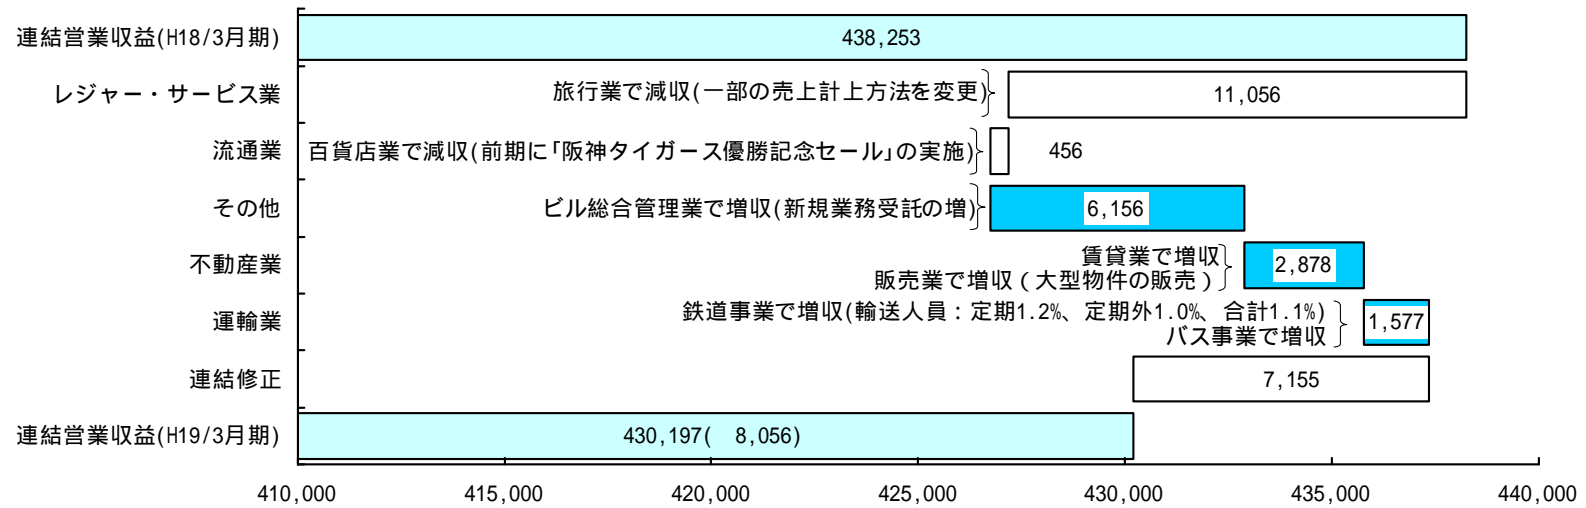 連結営業収益(H18/3月期) 438,253
レジャー・サービス業 旅行業で減収(一部の売上計上方法を変更) 11,056
流通業 百貨店業で減収(前期に「阪神タイガース優勝記念セール」の実施) 456
その他 ビル総合管理業で増収(新規業務受託の増) 6,156
不動産業 賃貸業で増収 2,878
販売業で増収(大型物件の販売)
運輸業 鉄道事業で増収(輸送人員:定期1.2%、定期外1.0%、合計1.1%) 1,577
バス事業で増収
連結修正 7,155
連結営業収益(H19/3月期) 430,197( 8,056)
410,000 415,000 420,000 425,000 430,000 435,000 440,000